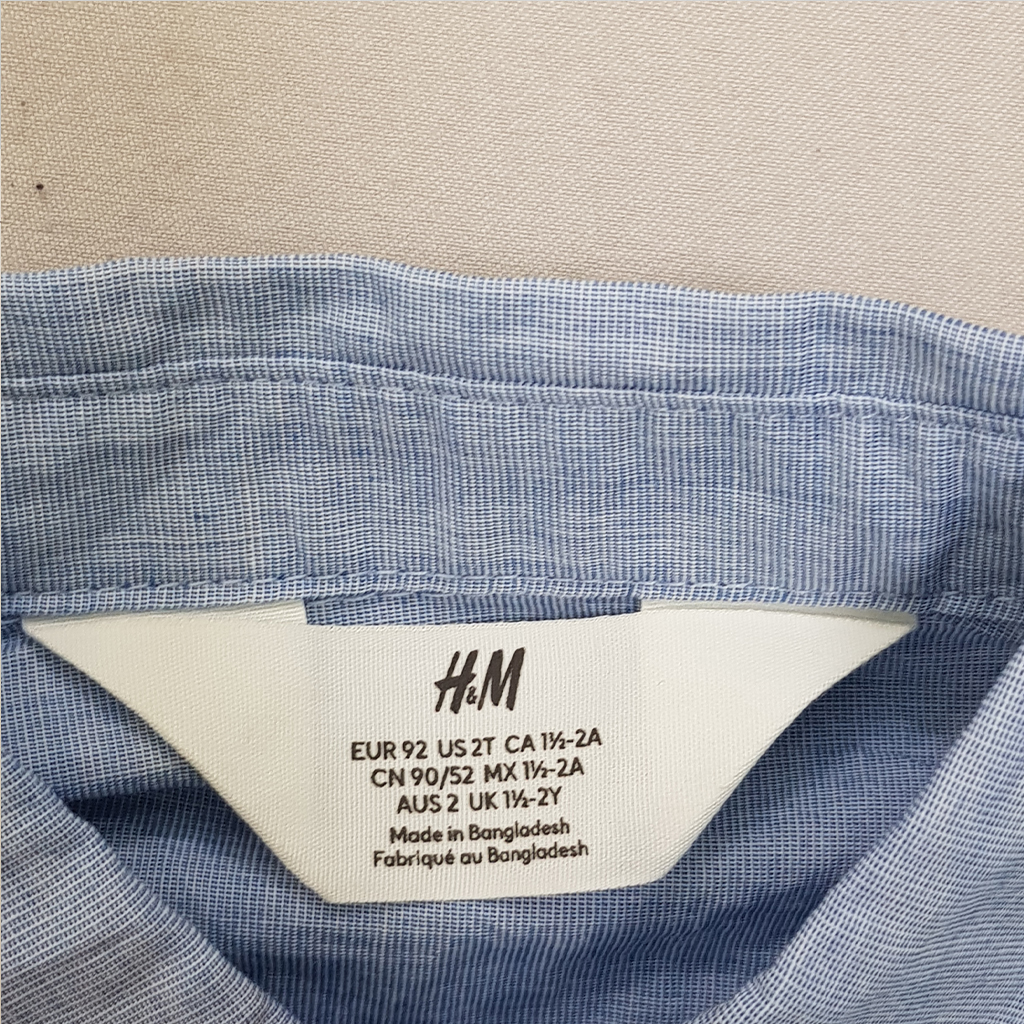 H&M
EUR 92 US 2T CA 1½-2A
CN 90/52 MX 1½-2A
AUS 2 UK 1½-2Y
Made in Bangladesh
Fabriqué au Bangladesh